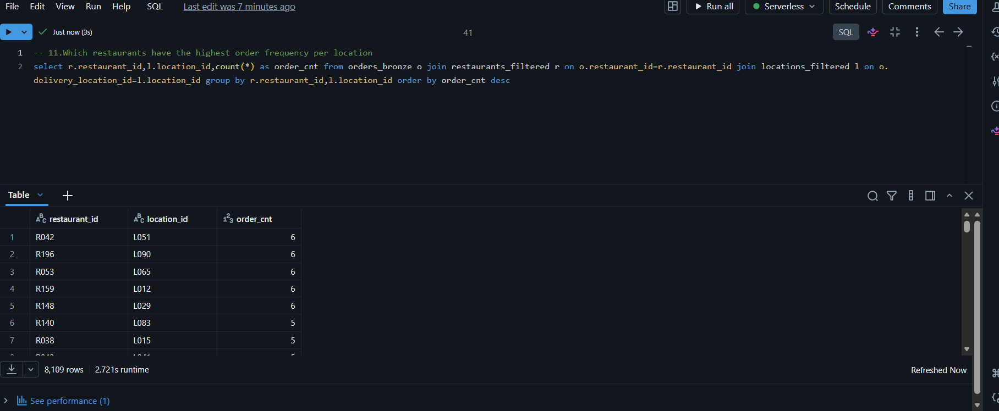 File Edit View Run Help SQL Last edit was 7 minutes ago Run all Serverless Schedule Comments Share
Just now (3s) 41 SQL
1 -- 11.Which restaurants have the highest order frequency per location
2 select r.restaurant_id,l.location_id,count(*) as order_cnt from orders_bronze o join restaurants_filtered r on o.restaurant_id=r.restaurant_id join locations_filtered l on o.
delivery_location_id=l.location_id group by r.restaurant_id,l.location_id order by order_cnt desc
Table
restaurant_id location_id order_cnt
1 R042 L051 6
2 R196 L090 6
3 R053 L065 6
4 R159 L012 6
5 R148 L029 6
6 R140 L083 5
7 R038 L015 5
8,109 rows 2.721s runtime Refreshed Now
See performance (1)